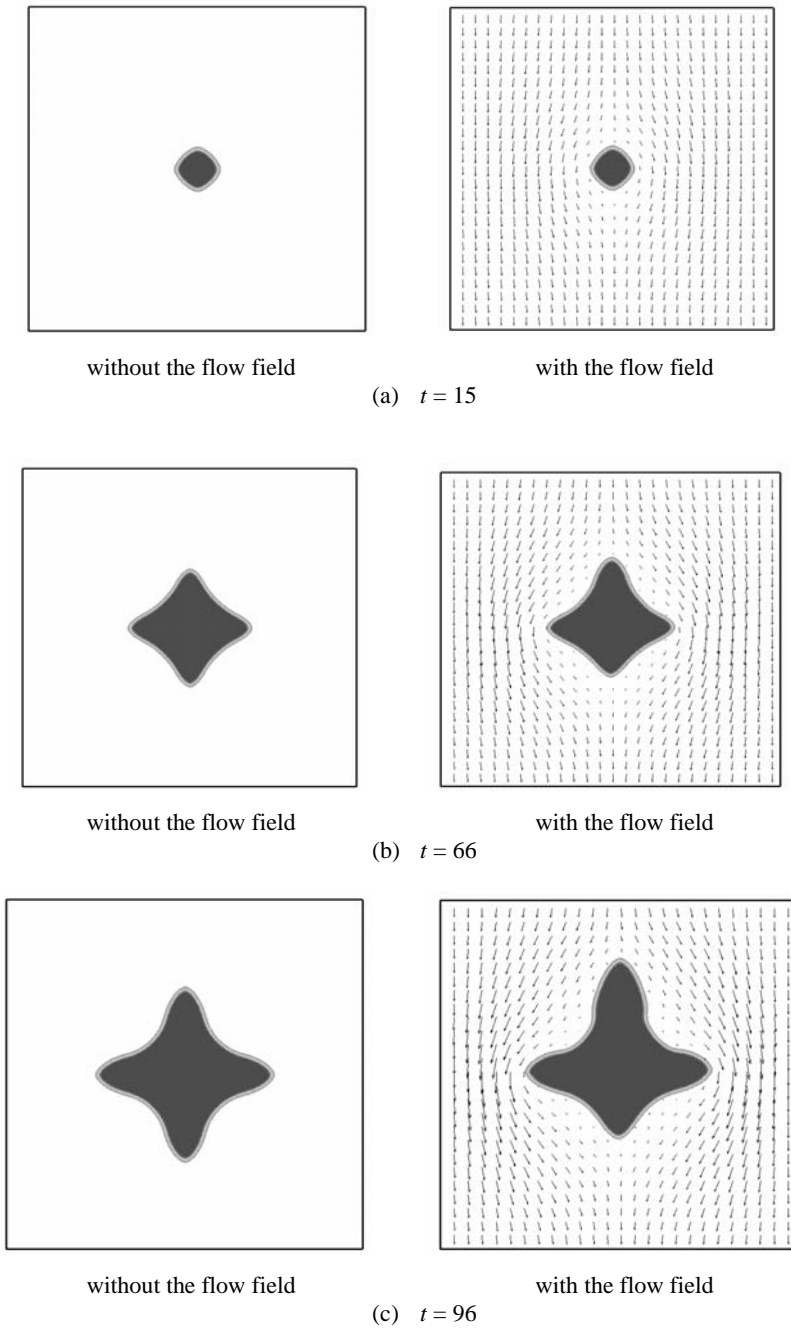 without the flow field with the flow field
(a) t = 15
without the flow field with the flow field
(b) t = 66
without the flow field with the flow field
(c) t = 96